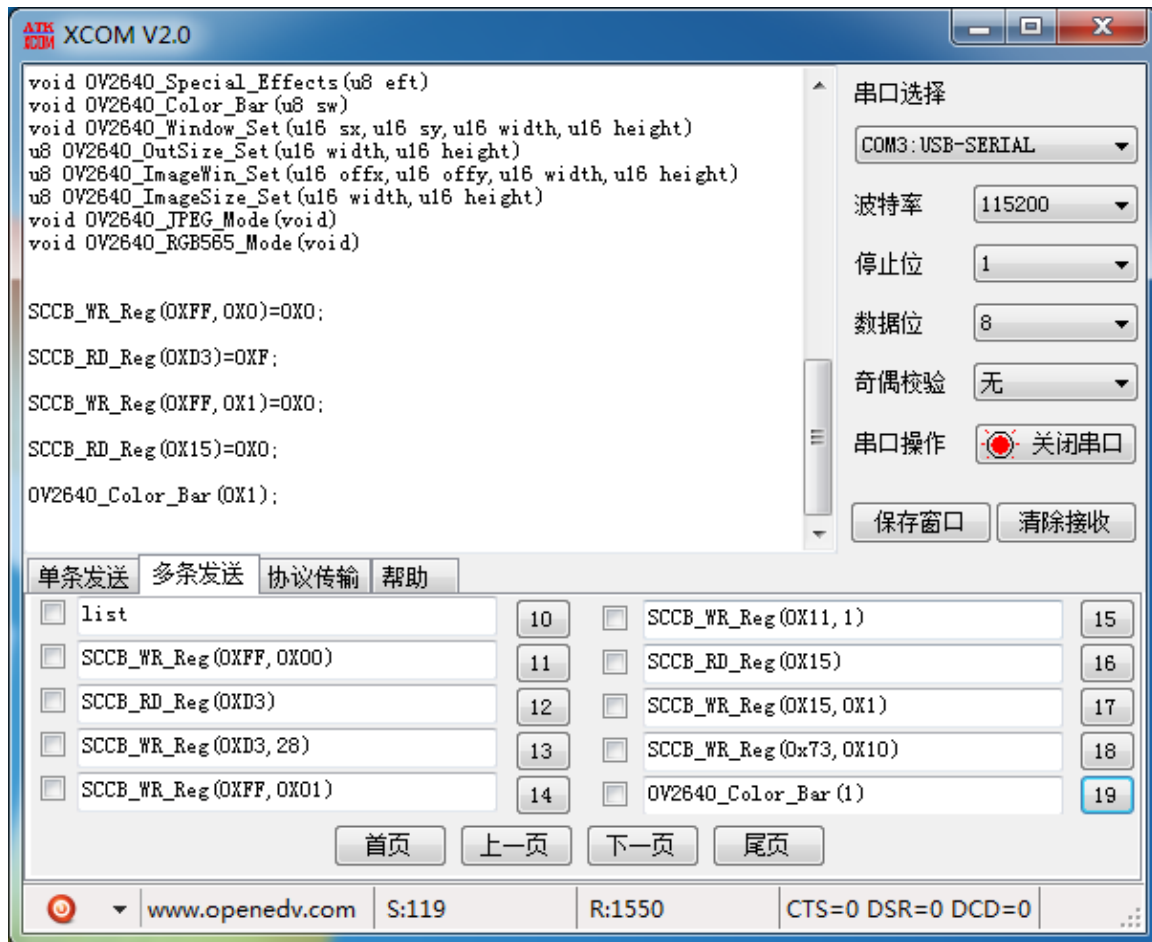 ATK
XCOM
XCOM V2.0
void OV2640_Special_Effects(u8 eft)
void OV2640_Color_Bar(u8 sw)
void OV2640_Window_Set(u16 sx,u16 sy,u16 width,u16 height)
u8 OV2640_OutSize_Set(u16 width,u16 height)
u8 OV2640_ImageWin_Set(u16 offx,u16 offy,u16 width,u16 height)
u8 OV2640_ImageSize_Set(u16 width,u16 height)
void OV2640_JPEG_Mode(void)
void OV2640_RGB565_Mode(void)
SCCB_WR_Reg(0XFF,0X0)=0X0;
SCCB_RD_Reg(0XD3)=0XF;
SCCB_WR_Reg(0XFF,0X1)=0X0;
SCCB_RD_Reg(0X15)=0X0;
OV2640_Color_Bar(0X1);
串口选择
COM3:USB-SERIAL
波特率 115200
停止位 1
数据位 8
奇偶校验 无
串口操作 关闭串口
保存窗口 清除接收
单条发送 多条发送 协议传输 帮助
list 10 SCCB_WR_Reg(0X11,1) 15
SCCB_WR_Reg(0XFF,0X00) 11 SCCB_RD_Reg(0X15) 16
SCCB_RD_Reg(0XD3) 12 SCCB_WR_Reg(0X15,0X1) 17
SCCB_WR_Reg(0XD3,28) 13 SCCB_WR_Reg(0x73,0X10) 18
SCCB_WR_Reg(0XFF,0X01) 14 OV2640_Color_Bar(1) 19
首页 上一页 下一页 尾页
www.openedv.com S:119 R:1550 CTS=0 DSR=0 DCD=0